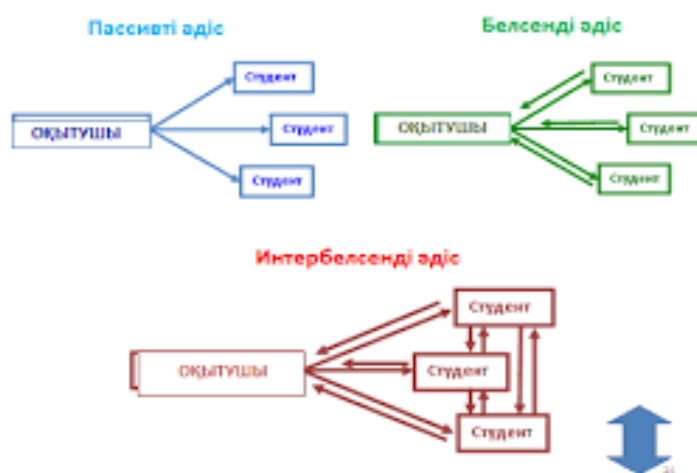 Пассивті әдіс
Студент
ОҚЫТУШЫ
Студент
Студент
Белсенді әдіс
Студент
ОҚЫТУШЫ
Студент
Студент
Интербелсенді әдіс
Студент
ОҚЫТУШЫ
Студент
Студент